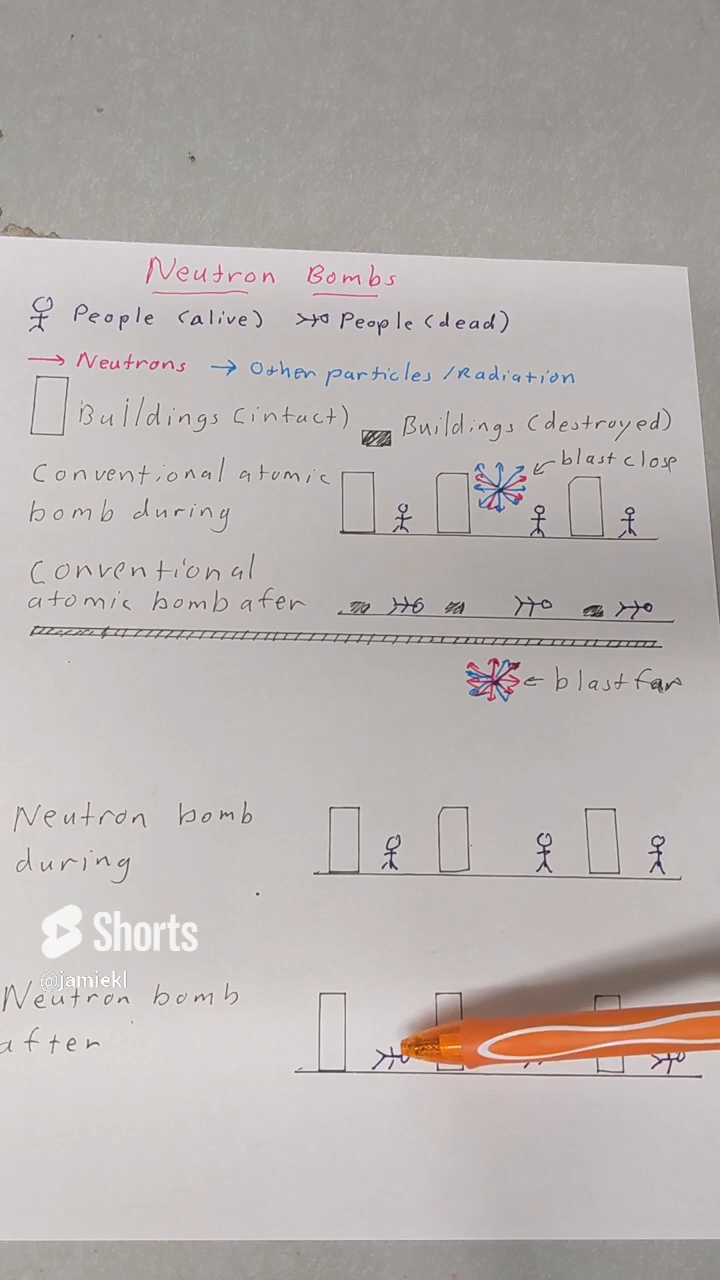 Neutron Bombs
People (alive) People (dead)
Neutrons Other particles /Radiation
Buildings (intact) Buildings (destroyed)
Conventional atomic
bomb during
blast close
Conventional
atomic bomb afer
blast far
Neutron bomb
during
Shorts
@jamiekl
Neutron bomb
after